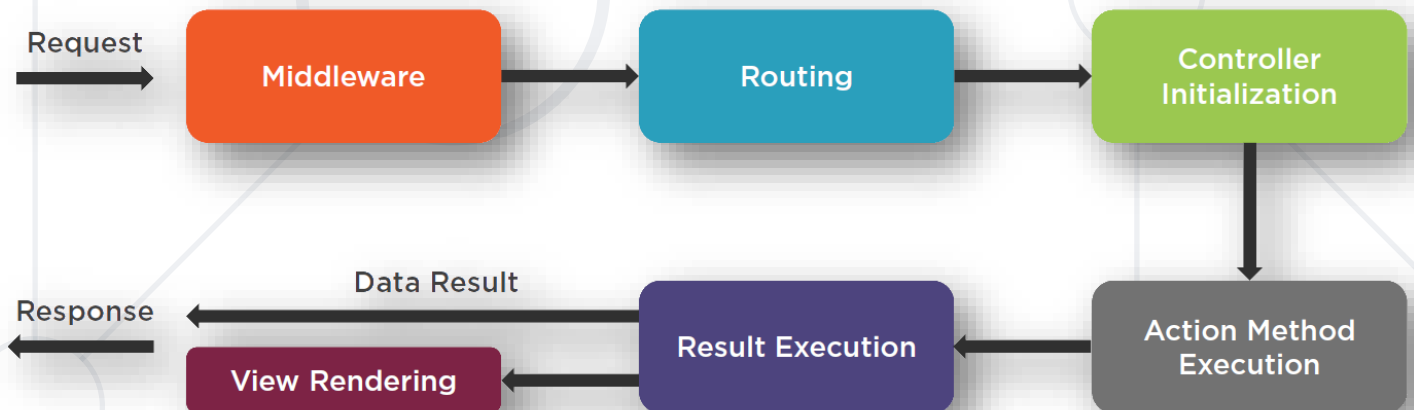 Request
Middleware
Routing
Controller
Initialization
Data Result
Response
View Rendering
Result Execution
Action Method
Execution